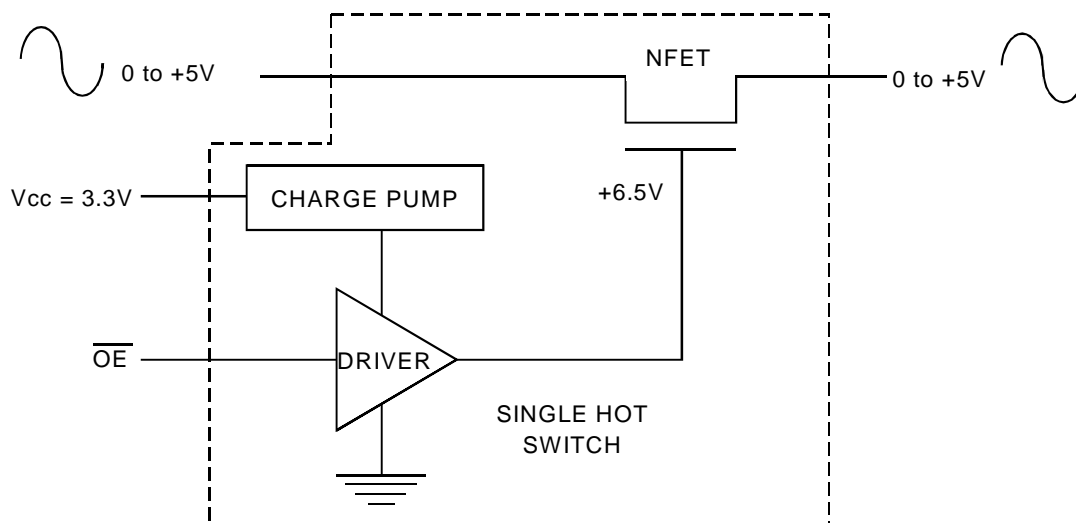 NFET
0 to +5V
0 to +5V
CHARGE PUMP
Vcc = 3.3V
+6.5V
OE
DRIVER
SINGLE HOT
SWITCH